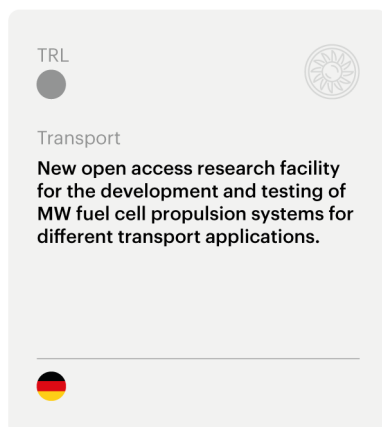 TRL
Transport
New open access research facility
for the development and testing of
MW fuel cell propulsion systems for
different transport applications.